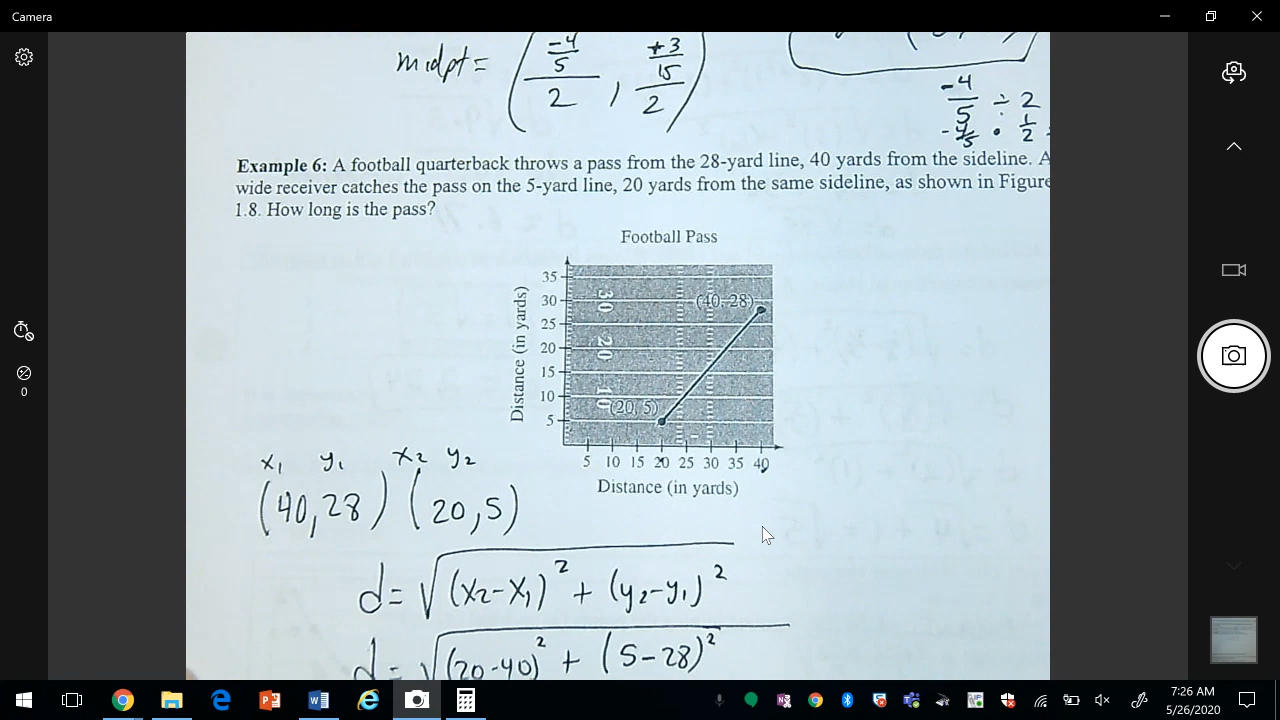 Camera
midpt = ( -4/5 / 2 , +3/15 / 2 )
-4/5 ÷ 2
-4/5 • 1/2
Example 6: A football quarterback throws a pass from the 28-yard line, 40 yards from the sideline. A
wide receiver catches the pass on the 5-yard line, 20 yards from the same sideline, as shown in Figure
1.8. How long is the pass?
Football Pass
Distance (in yards)
35
30
25
20
15
10
5
30
20
10
(40, 28)
(20, 5)
5 10 15 20 25 30 35 40
Distance (in yards)
x₁ y₁ x₂ y₂
(40, 28) (20, 5)
d = √(x₂-x₁)² + (y₂-y₁)²
d = √(20-40)² + (5-28)²
0
7:26 AM
5/26/2020